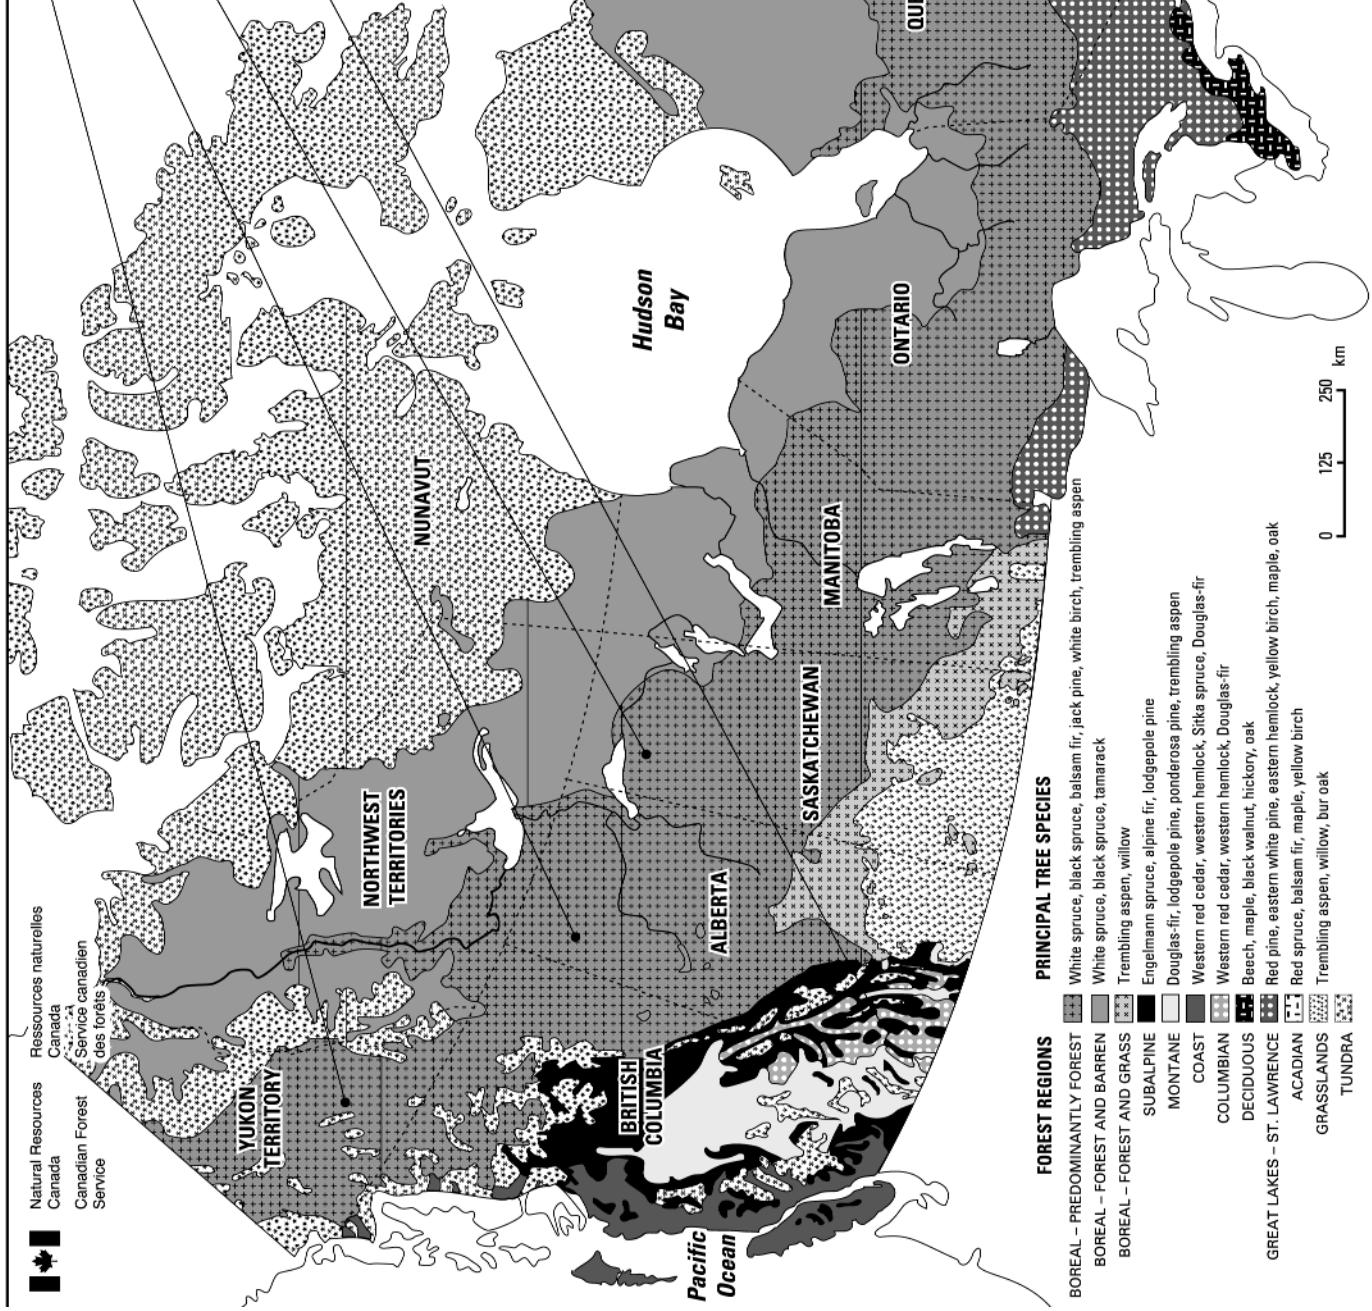 Natural Resources
Canada
Ressources naturelles
Canada
Canadian Forest
Service
Service canadien
des forêts
YUKON
TERRITORY
NORTHWEST
TERRITORIES
NUNAVUT
Hudson
Bay
BRITISH
COLUMBIA
ALBERTA
SASKATCHEWAN
MANITOBA
ONTARIO
QU
Pacific
Ocean
FOREST REGIONS
PRINCIPAL TREE SPECIES
BOREAL – PREDOMINANTLY FOREST White spruce, black spruce, balsam fir, jack pine, white birch, trembling aspen
BOREAL – FOREST AND BARREN White spruce, black spruce, tamarack
BOREAL – FOREST AND GRASS Trembling aspen, willow
SUBALPINE Engelmann spruce, alpine fir, lodgepole pine
MONTANE Douglas-fir, lodgepole pine, ponderosa pine, trembling aspen
COAST Western red cedar, western hemlock, Sitka spruce, Douglas-fir
COLUMBIAN Western red cedar, western hemlock, Douglas-fir
DECIDUOUS Beech, maple, black walnut, hickory, oak
GREAT LAKES – ST. LAWRENCE Red pine, eastern white pine, eastern hemlock, yellow birch, maple, oak
ACADIAN Red spruce, balsam fir, maple, yellow birch
GRASSLANDS Trembling aspen, willow, bur oak
TUNDRA
0 125 250
km